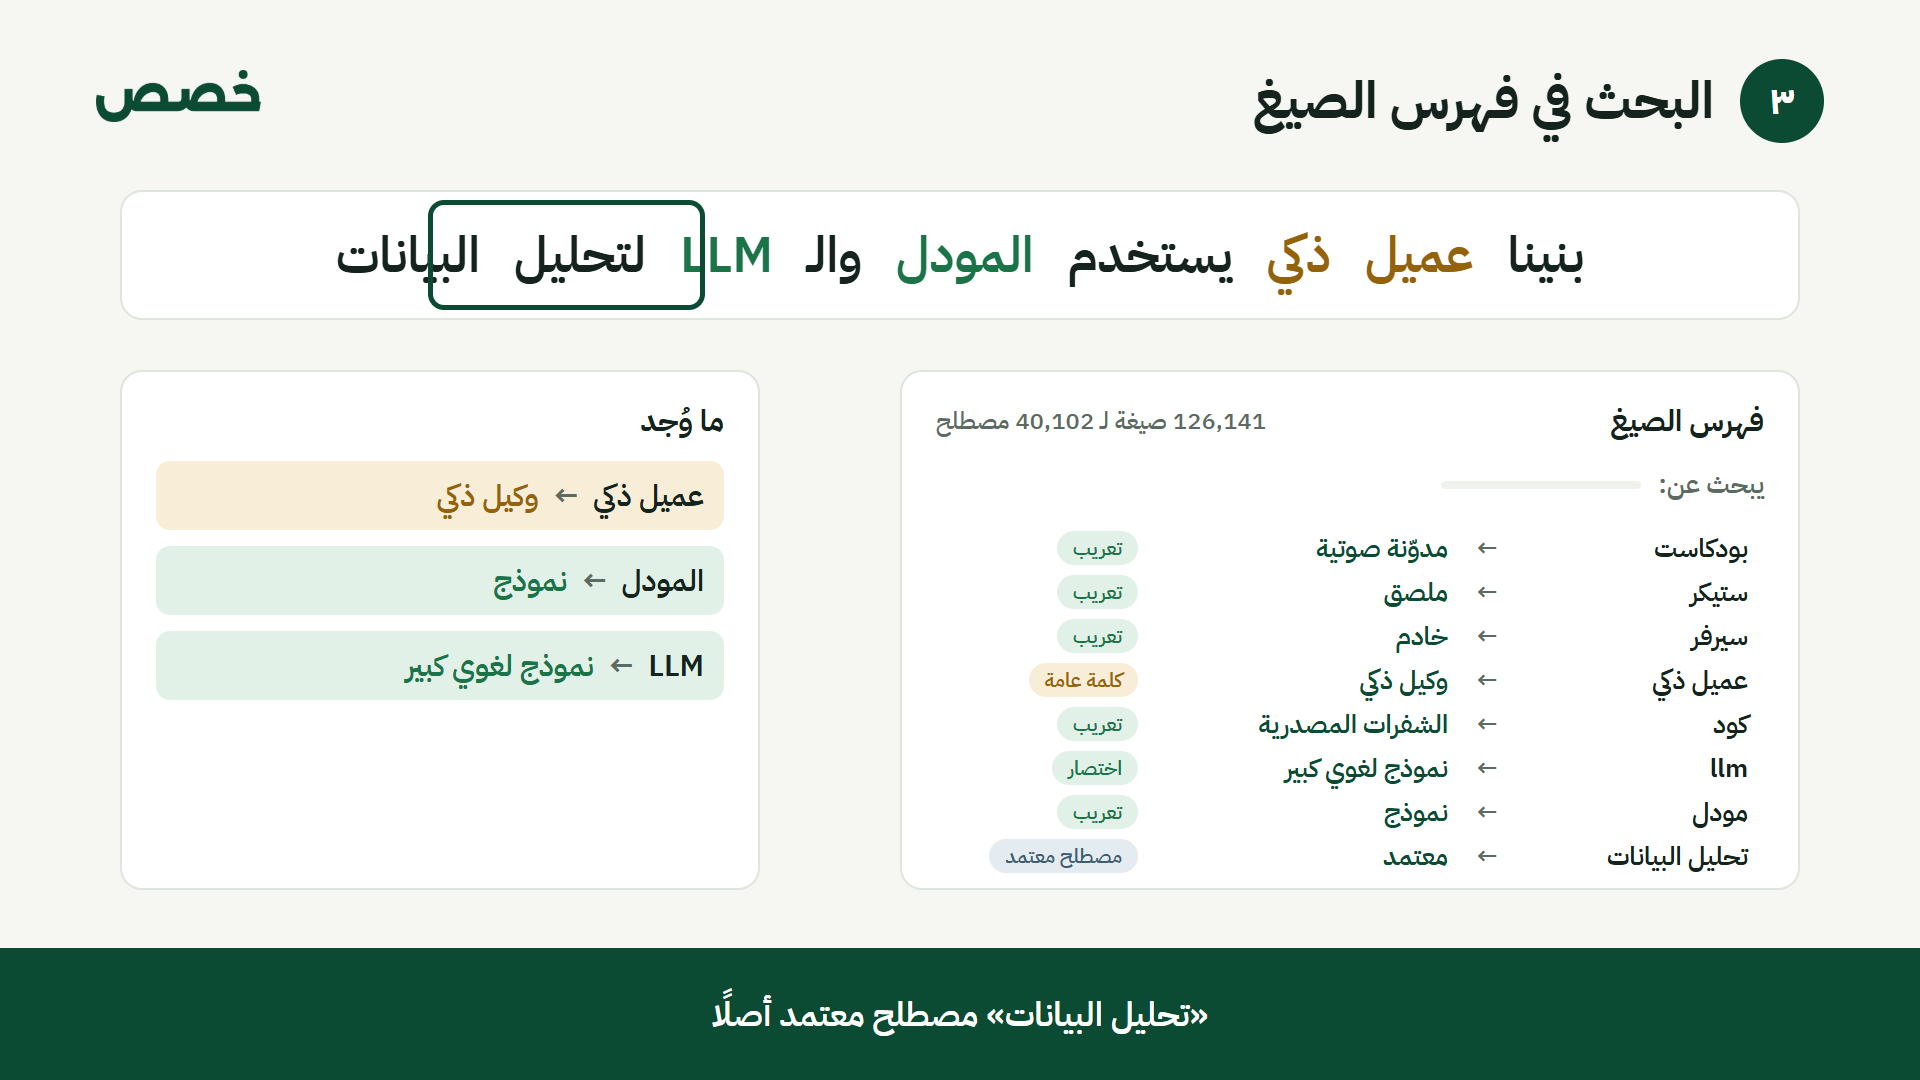 ٣
البحث في فهرس الصيغ
خصص
بنينا عميل ذكي يستخدم المودل والـ LLM لتحليل البيانات
فهرس الصيغ
126,141 صيغة لـ 40,102 مصطلح
يبحث عن:
بودكاست ← مدوّنة صوتية تعريب
ستيكر ← ملصق تعريب
سيرفر ← خادم تعريب
عميل ذكي ← وكيل ذكي كلمة عامة
كود ← الشفرات المصدرية تعريب
llm ← نموذج لغوي كبير اختصار
مودل ← نموذج تعريب
تحليل البيانات ← معتمد مصطلح معتمد
ما وُجد
عميل ذكي ← وكيل ذكي
المودل ← نموذج
LLM ← نموذج لغوي كبير
«تحليل البيانات» مصطلح معتمد أصلًا